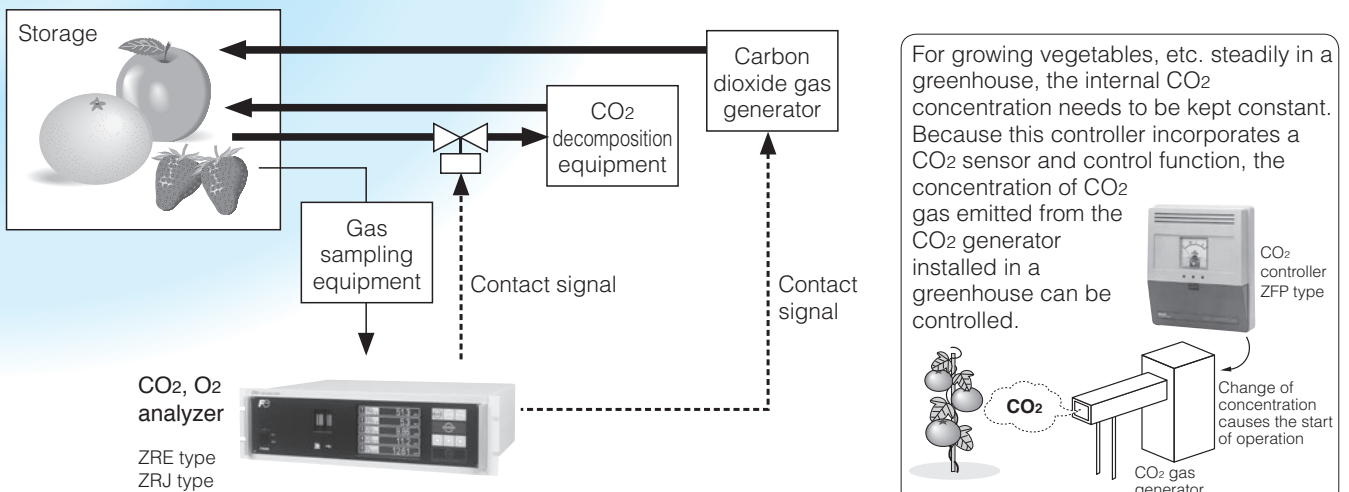 Storage
Carbon
dioxide gas
generator
CO2
decomposition
equipment
Gas
sampling
equipment
Contact signal
Contact
signal
CO2, O2
analyzer
ZRE type
ZRJ type
For growing vegetables, etc. steadily in a
greenhouse, the internal CO2
concentration needs to be kept constant.
Because this controller incorporates a
CO2 sensor and control function, the
concentration of CO2
gas emitted from the
CO2 generator
installed in a
greenhouse can be
controlled.
CO2
controller
ZFP type
CO2
Change of
concentration
causes the start
of operation
CO2 gas
generator